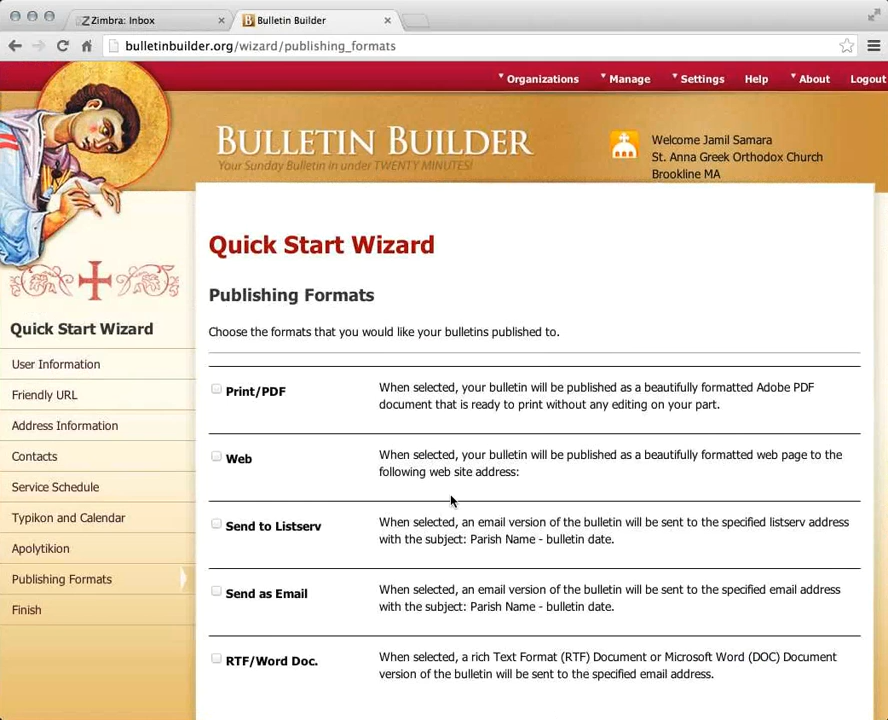 Zimbra: Inbox
Bulletin Builder
bulletinbuilder.org/wizard/publishing_formats
Organizations Manage Settings Help About Logout
BULLETIN BUILDER
Your Sunday Bulletin in under TWENTY MINUTES!
Welcome Jamil Samara
St. Anna Greek Orthodox Church
Brookline MA
Quick Start Wizard
User Information
Friendly URL
Address Information
Contacts
Service Schedule
Typikon and Calendar
Apolytikion
Publishing Formats
Finish
Quick Start Wizard
Publishing Formats
Choose the formats that you would like your bulletins published to.
Print/PDF
When selected, your bulletin will be published as a beautifully formatted Adobe PDF
document that is ready to print without any editing on your part.
Web
When selected, your bulletin will be published as a beautifully formatted web page to the
following web site address:
Send to Listserv
When selected, an email version of the bulletin will be sent to the specified listserv address
with the subject: Parish Name - bulletin date.
Send as Email
When selected, an email version of the bulletin will be sent to the specified email address
with the subject: Parish Name - bulletin date.
RTF/Word Doc.
When selected, a rich Text Format (RTF) Document or Microsoft Word (DOC) Document
version of the bulletin will be sent to the specified email address.